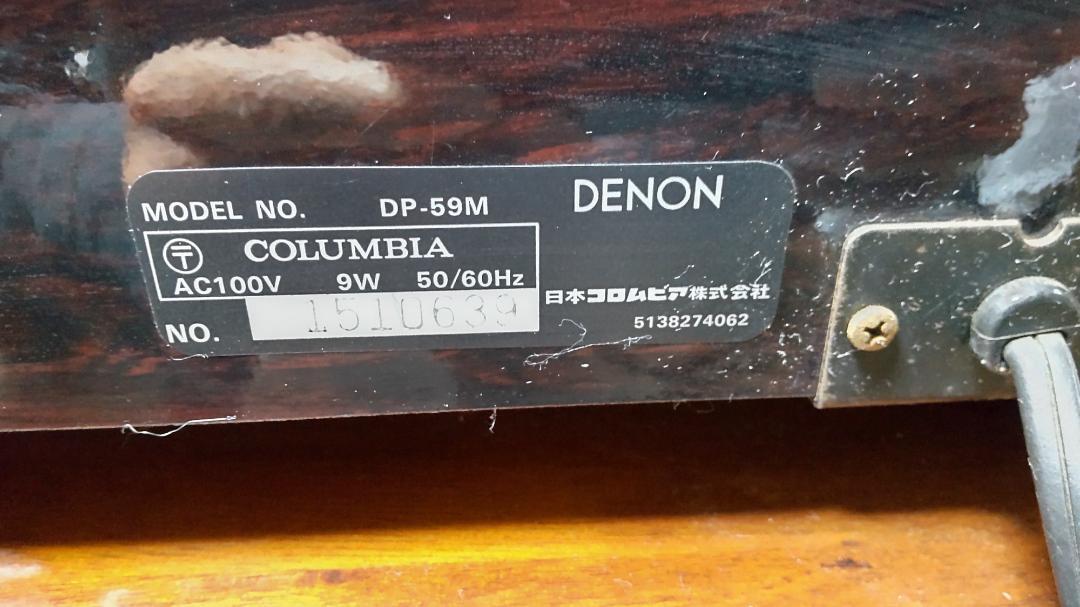 MODEL NO. DP-59M DENON
〒 COLUMBIA
AC100V 9W 50/60Hz
日本コロムビア株式会社
NO. 1510639
5138274062